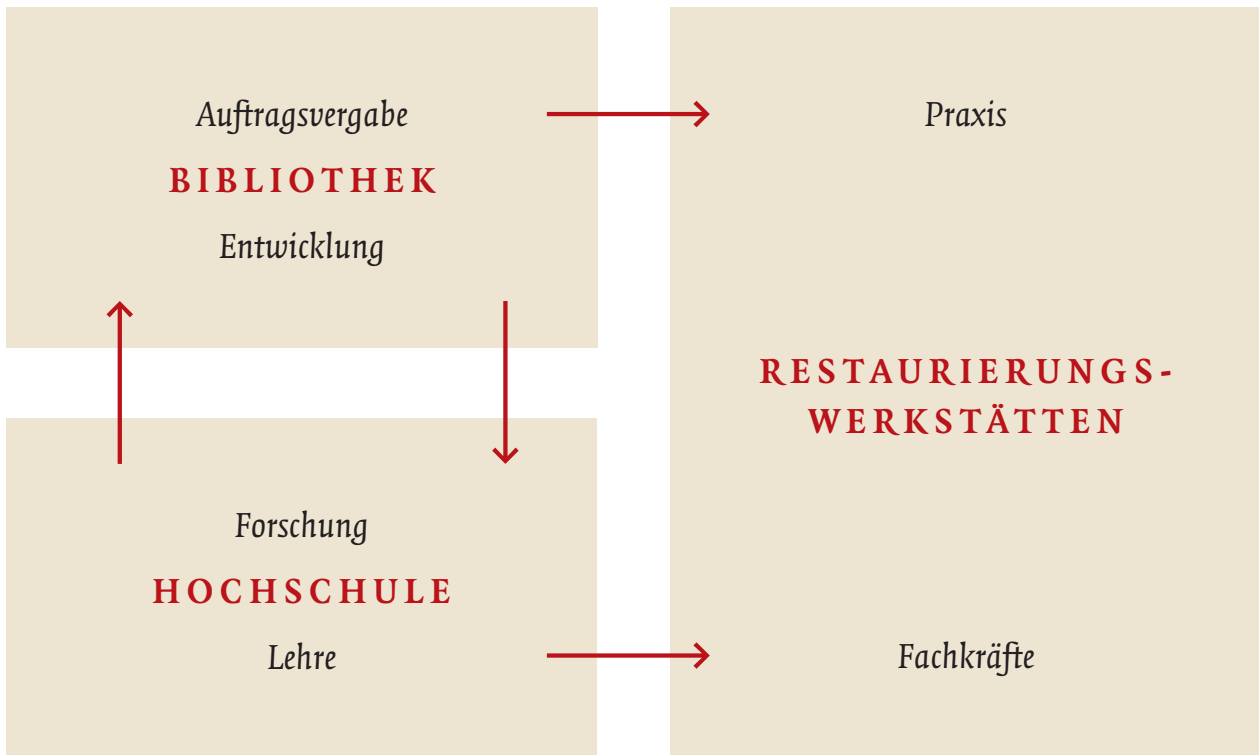 Auftragsvergabe
BIBLIOTHEK
Entwicklung
Forschung
HOCHSCHULE
Lehre
Praxis
RESTAURIERUNGS-
WERKSTÄTTEN
Fachkräfte